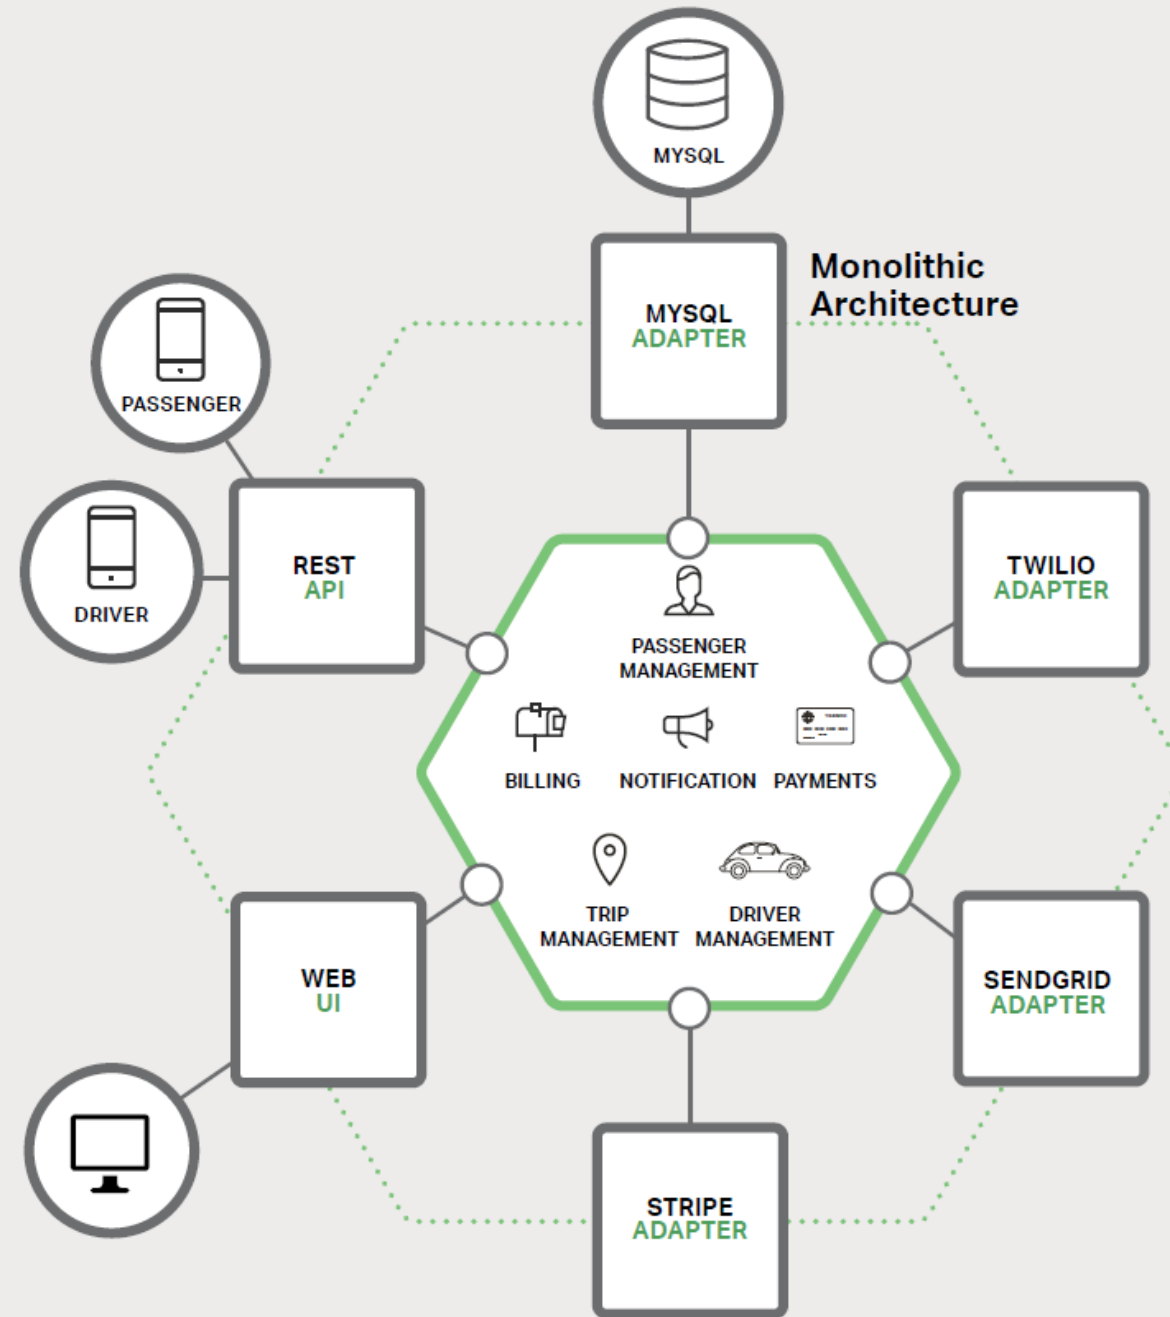 MYSQL
Monolithic
Architecture
MYSQL
ADAPTER
PASSENGER
DRIVER
REST
API
TWILIO
ADAPTER
PASSENGER
MANAGEMENT
BILLING
NOTIFICATION
PAYMENTS
TRIP
MANAGEMENT
DRIVER
MANAGEMENT
WEB
UI
SENDGRID
ADAPTER
STRIPE
ADAPTER